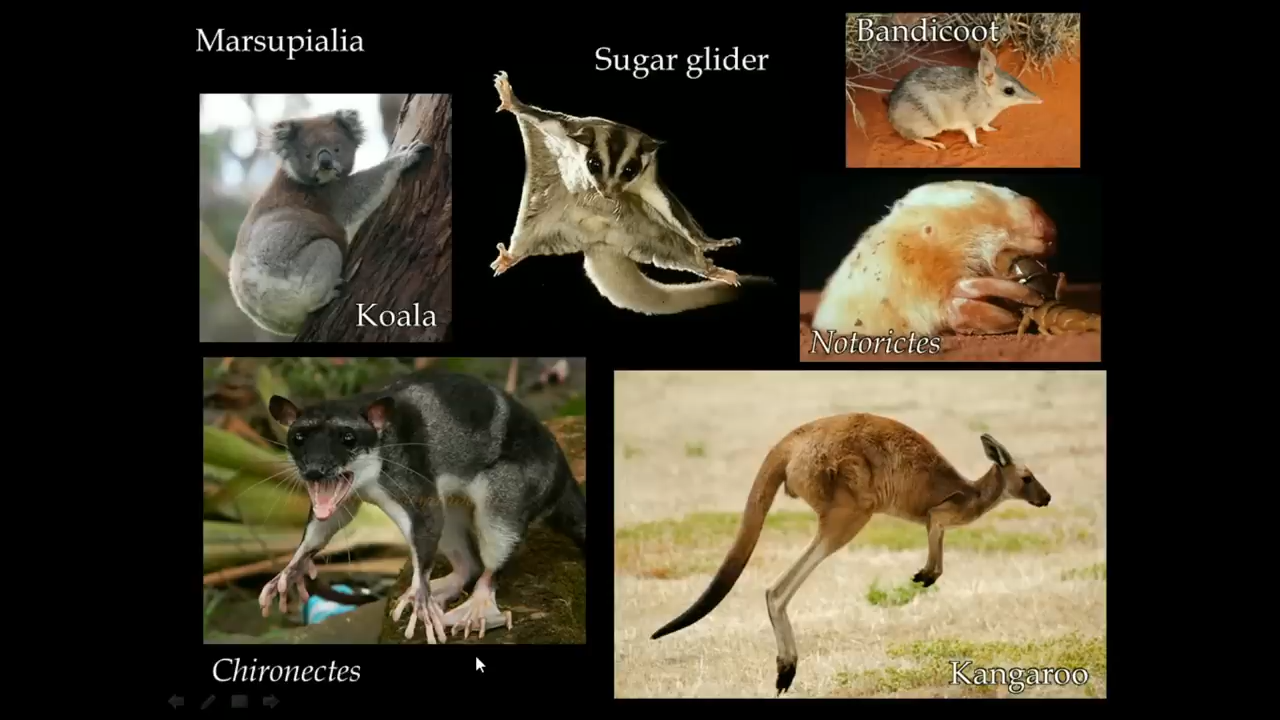 Marsupialia
Sugar glider
Bandicoot
Koala
Notorictes
Chironectes
Kangaroo